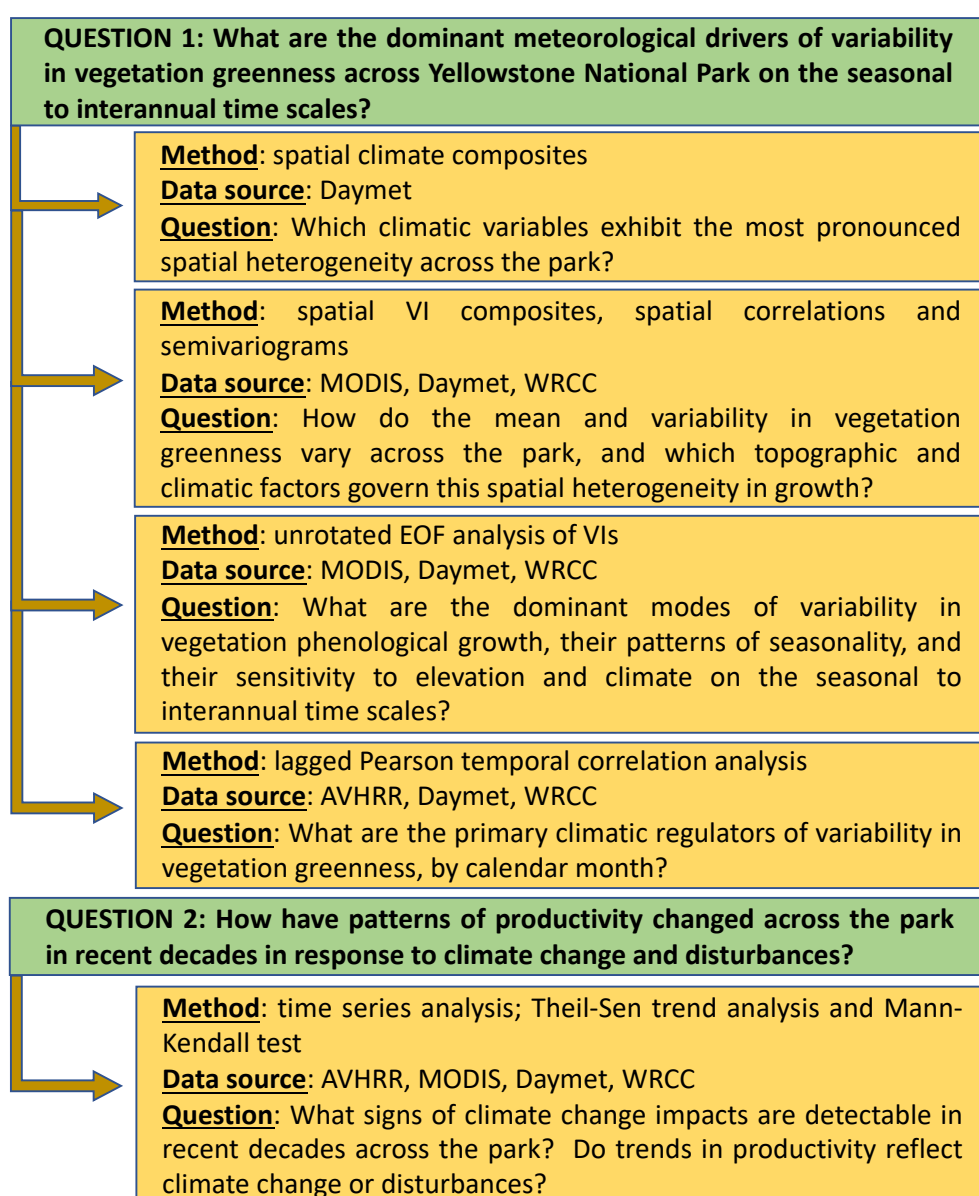 QUESTION 1: What are the dominant meteorological drivers of variability
in vegetation greenness across Yellowstone National Park on the seasonal
to interannual time scales?
Method: spatial climate composites
Data source: Daymet
Question: Which climatic variables exhibit the most pronounced
spatial heterogeneity across the park?
Method: spatial VI composites, spatial correlations and
semivariograms
Data source: MODIS, Daymet, WRCC
Question: How do the mean and variability in vegetation
greenness vary across the park, and which topographic and
climatic factors govern this spatial heterogeneity in growth?
Method: unrotated EOF analysis of VIs
Data source: MODIS, Daymet, WRCC
Question: What are the dominant modes of variability in
vegetation phenological growth, their patterns of seasonality, and
their sensitivity to elevation and climate on the seasonal to
interannual time scales?
Method: lagged Pearson temporal correlation analysis
Data source: AVHRR, Daymet, WRCC
Question: What are the primary climatic regulators of variability in
vegetation greenness, by calendar month?
QUESTION 2: How have patterns of productivity changed across the park
in recent decades in response to climate change and disturbances?
Method: time series analysis; Theil-Sen trend analysis and Mann-
Kendall test
Data source: AVHRR, MODIS, Daymet, WRCC
Question: What signs of climate change impacts are detectable in
recent decades across the park? Do trends in productivity reflect
climate change or disturbances?